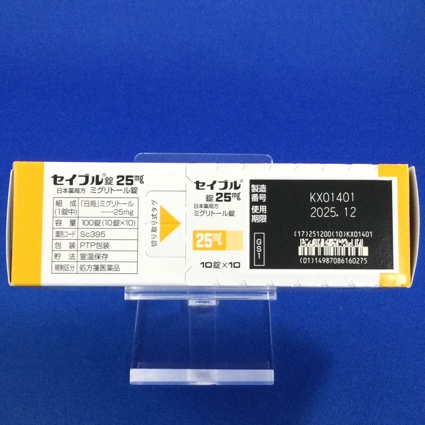 セイブル®錠25mg
日本薬局方 ミグリトール錠
組成(1錠中) 「日局」ミグリトール ……25mg
容量 100錠(10錠×10)
識別コード Sc395
包装 PTP包装
貯法 室温保存
規制区分 処方箋医薬品
切り取り式タグ
セイブル®錠25mg
日本薬局方
ミグリトール錠
25mg
10錠×10
製造番号 KX01401
使用期限 2025.12
GS1
(17)251200(10)KX01401
(01)14987086160275